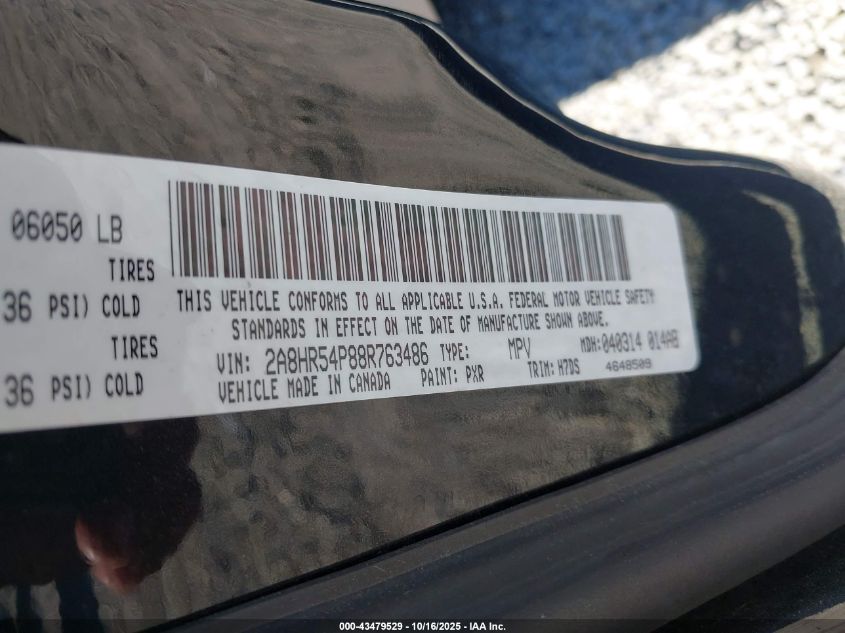 06050 LB
TIRES
36 PSI) COLD
THIS VEHICLE CONFORMS TO ALL APPLICABLE U.S.A. FEDERAL MOTOR VEHICLE SAFETY
STANDARDS IN EFFECT ON THE DATE OF MANUFACTURE SHOWN ABOVE.
TIRES
VIN: 2A8HR54P88R763486 TYPE: MPV MDH: 040314 014AB
36 PSI) COLD
VEHICLE MADE IN CANADA PAINT: PXR TRIM: H7DS 4648509
000-43479529 - 10/16/2025 - IAA Inc.